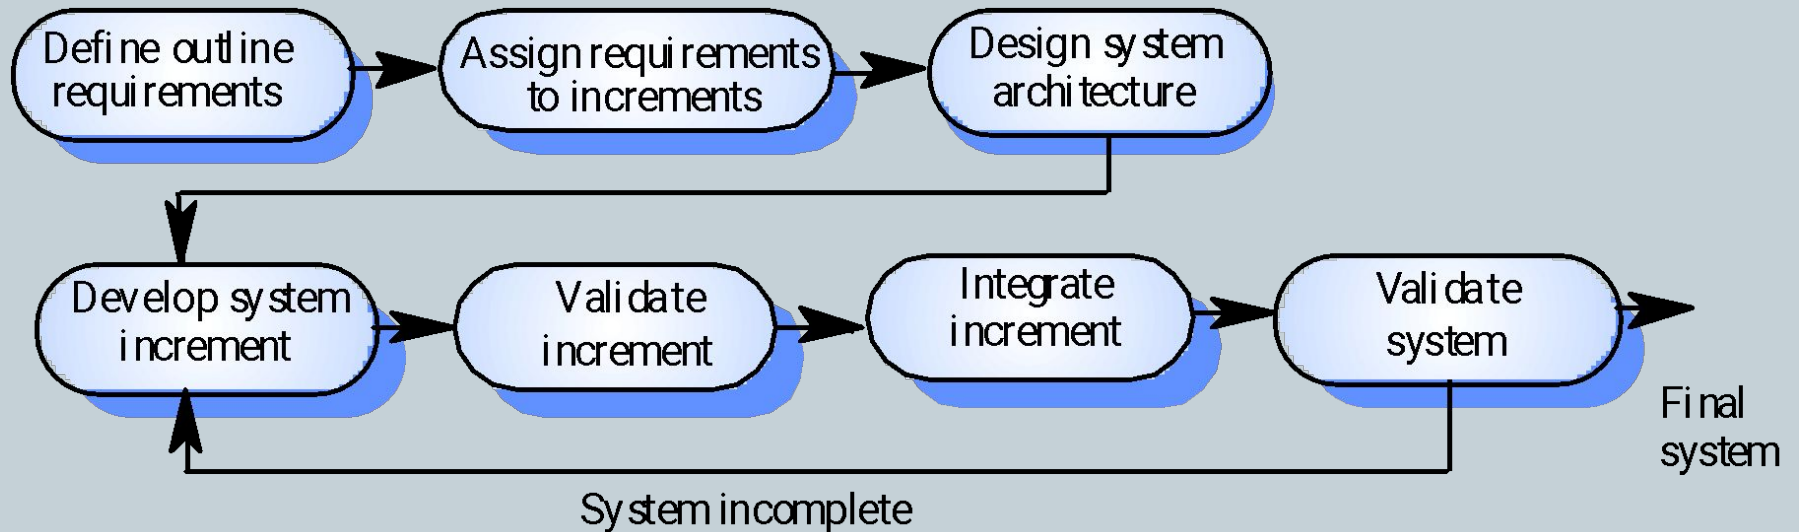 Define outline
requirements
Assign requirements
to increments
Design system
architecture
Develop system
increment
Validate
increment
Integrate
increment
Validate
system
Final
system
System incomplete